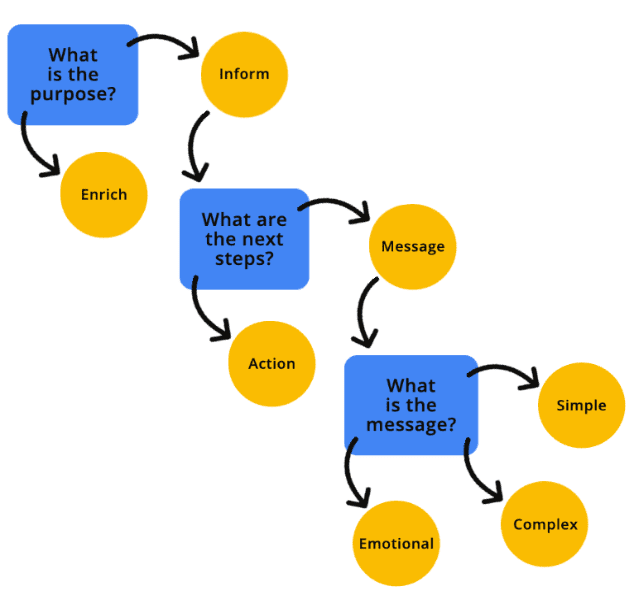 What
is the
purpose?
Inform
Enrich
What are
the next
steps?
Message
Action
What
is the
message?
Simple
Complex
Emotional